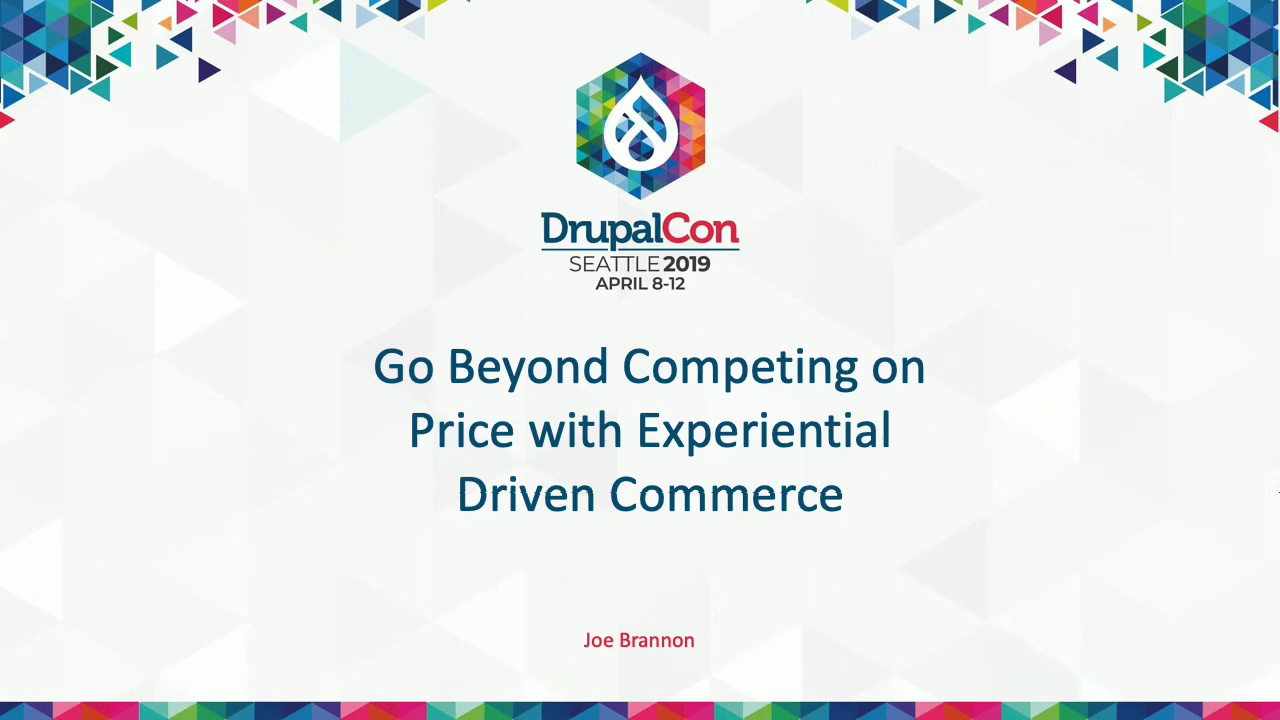 DrupalCon
SEATTLE 2019
APRIL 8-12
Go Beyond Competing on
Price with Experiential
Driven Commerce
Joe Brannon